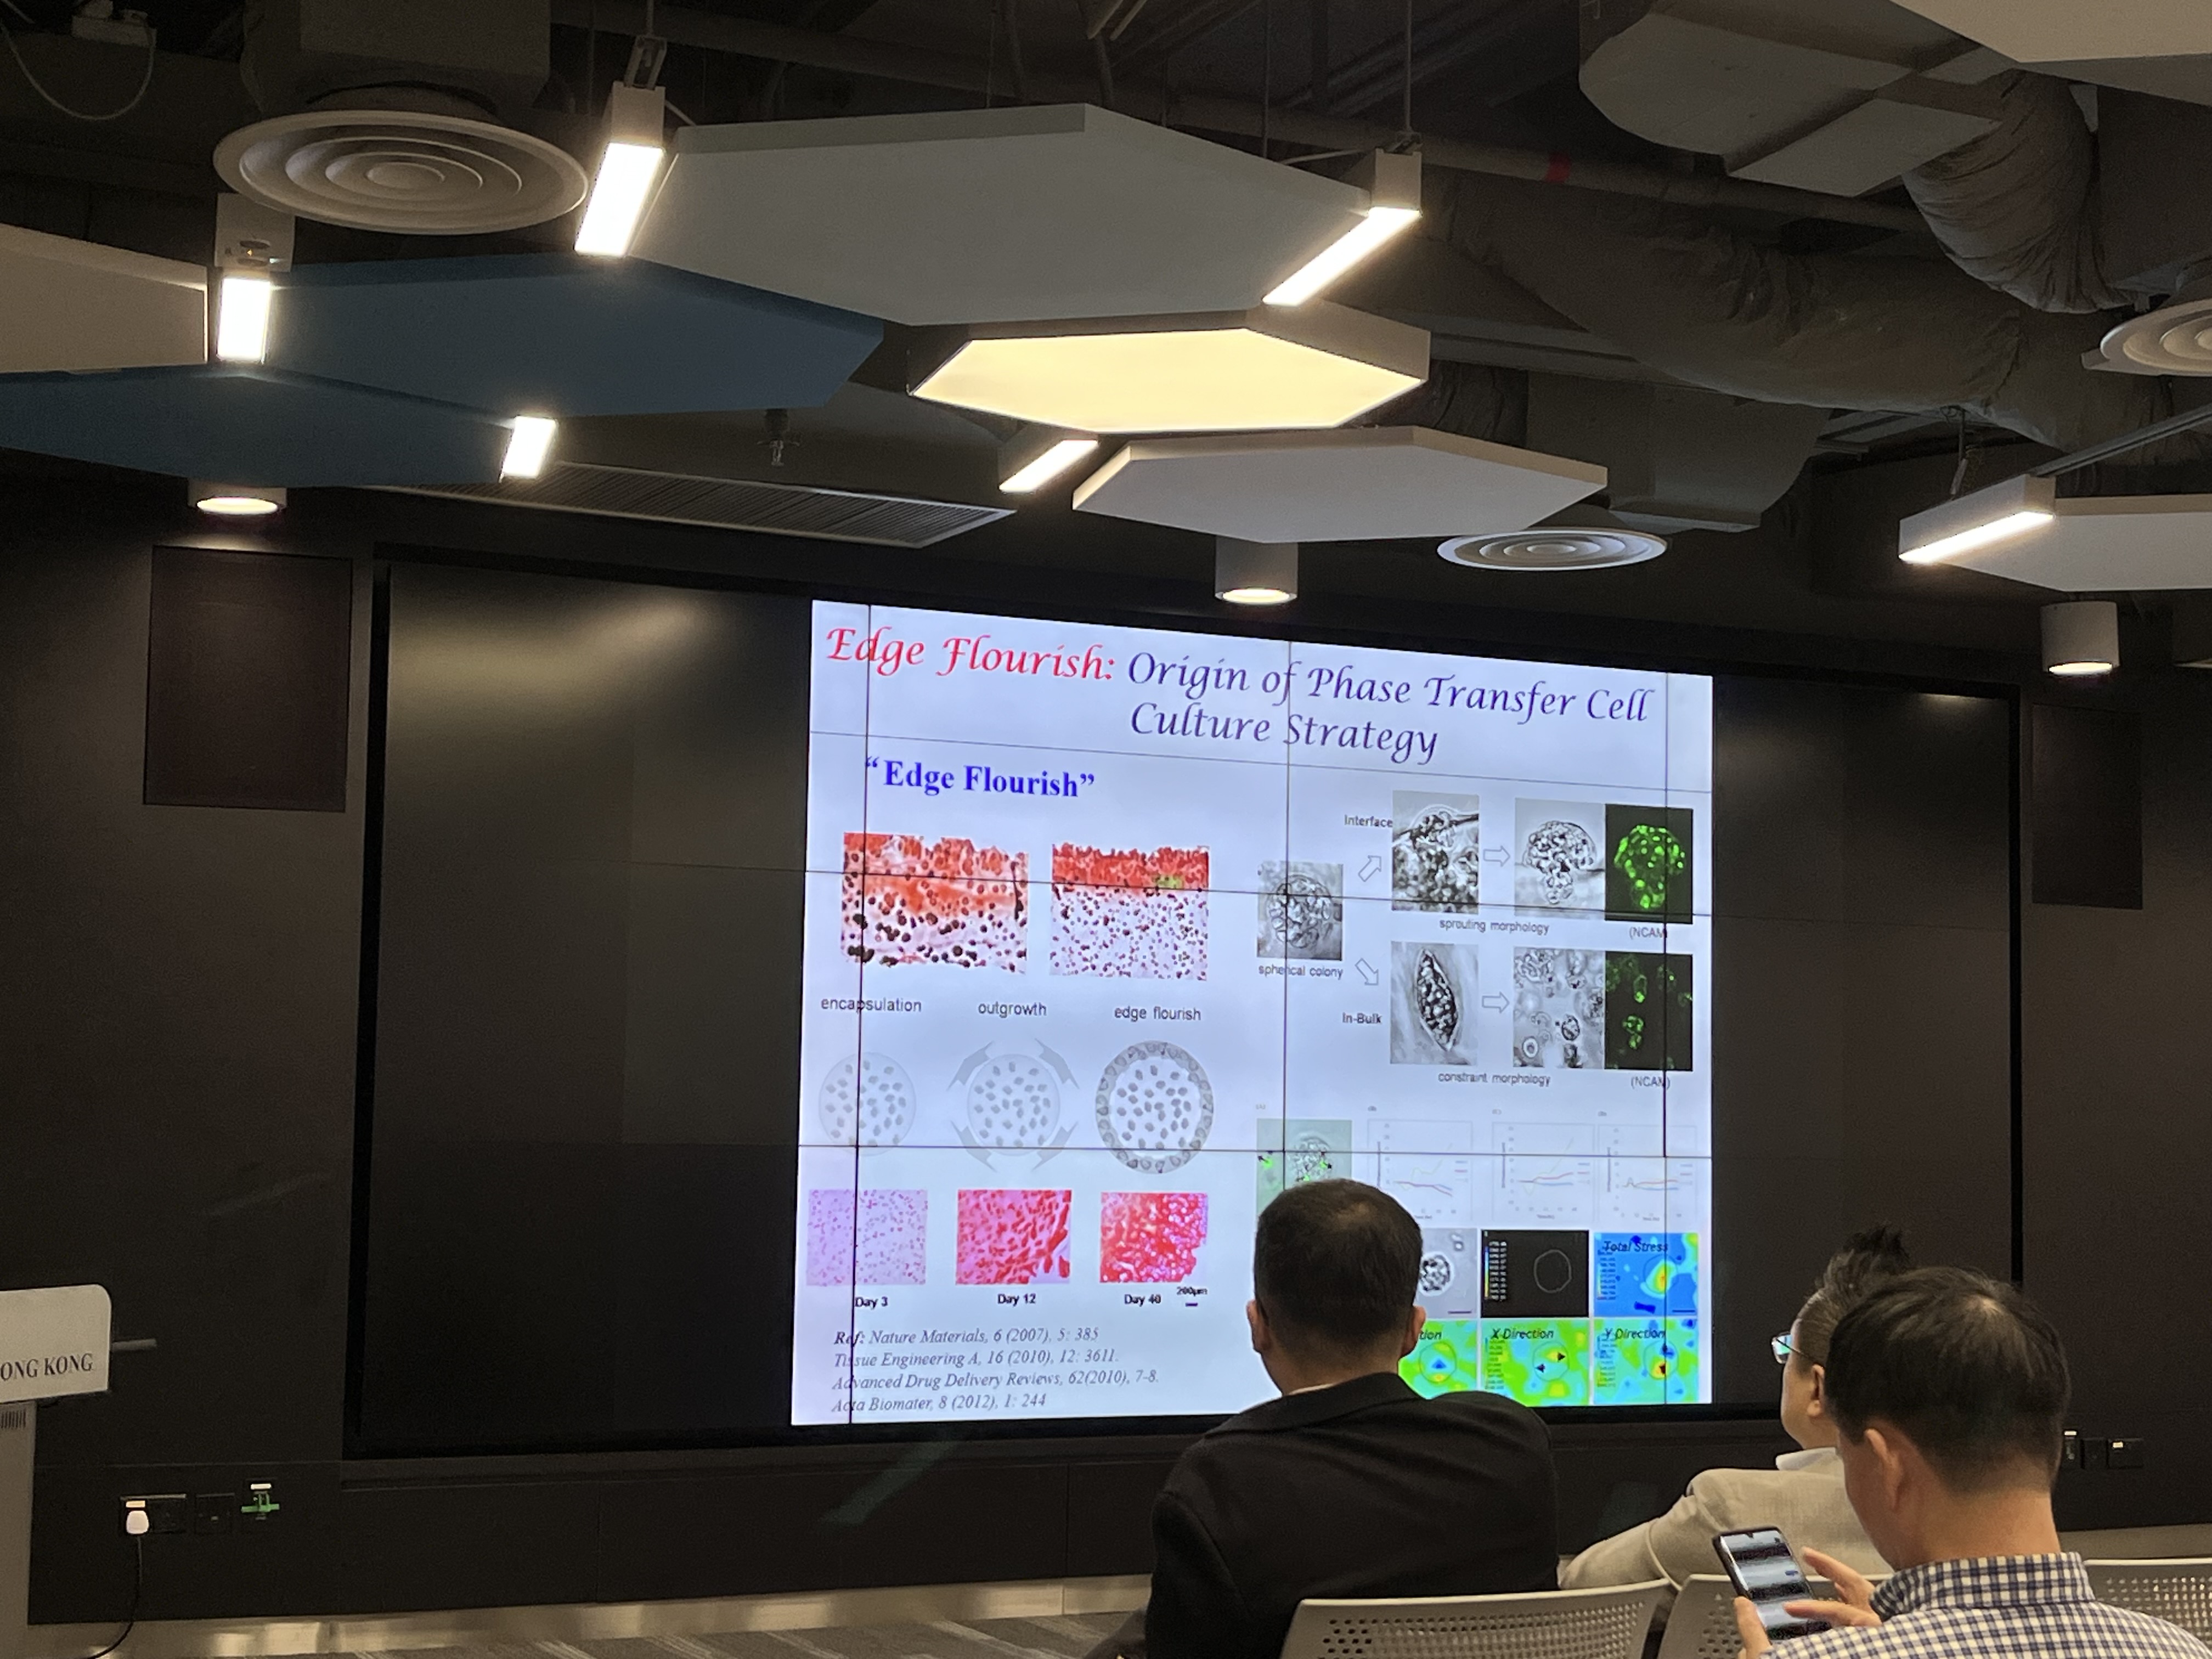 Edge Flourish: Origin of Phase Transfer Cell
Culture Strategy
“Edge Flourish”
Interface
sprouting morphology
(NCAM)
spherical colony
encapsulation
outgrowth
edge flourish
In-Bulk
constraint morphology
(NCAM)
Total Stress
X Direction
Y Direction
Day 3
Day 12
Day 40
200μm
Ref: Nature Materials, 6 (2007), 5: 385
Tissue Engineering A, 16 (2010), 12: 3611.
Advanced Drug Delivery Reviews, 62(2010), 7-8.
Acta Biomater, 8 (2012), 1: 244
ONG KONG